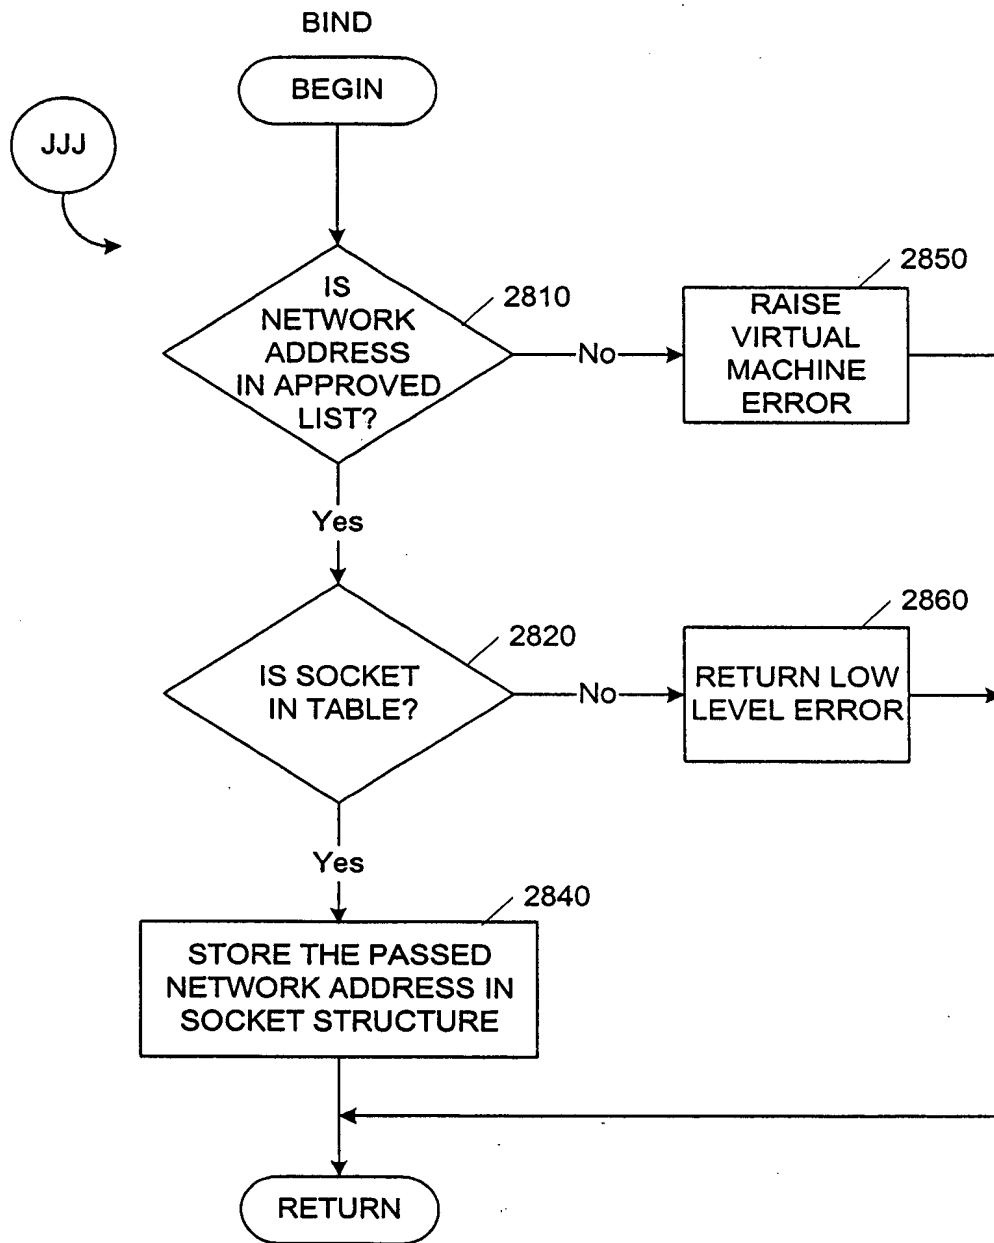 BIND
BEGIN
JJJ
IS
NETWORK
ADDRESS
IN APPROVED
LIST?
2810
No
2850
RAISE
VIRTUAL
MACHINE
ERROR
Yes
IS SOCKET
IN TABLE?
2820
No
2860
RETURN LOW
LEVEL ERROR
Yes
2840
STORE THE PASSED
NETWORK ADDRESS IN
SOCKET STRUCTURE
RETURN